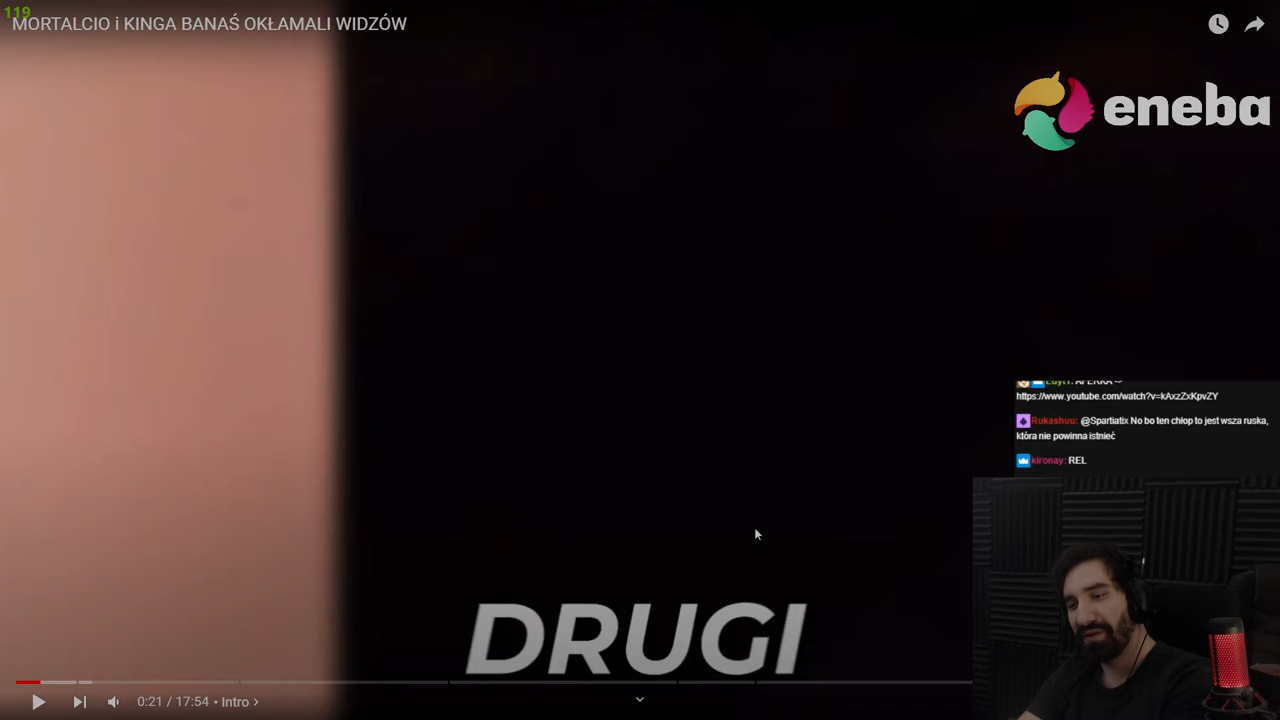 119
MORTALCIO i KINGA BANAŚ OKŁAMALI WIDZÓW
eneba
https://www.youtube.com/watch?v=kAxzZxKpvZY
Rukashuu: @Spartiatix No bo ten chłop to jest wsza ruska,
która nie powinna istnieć
kironay: REL
DRUGI
0:21 / 17:54 • Intro >